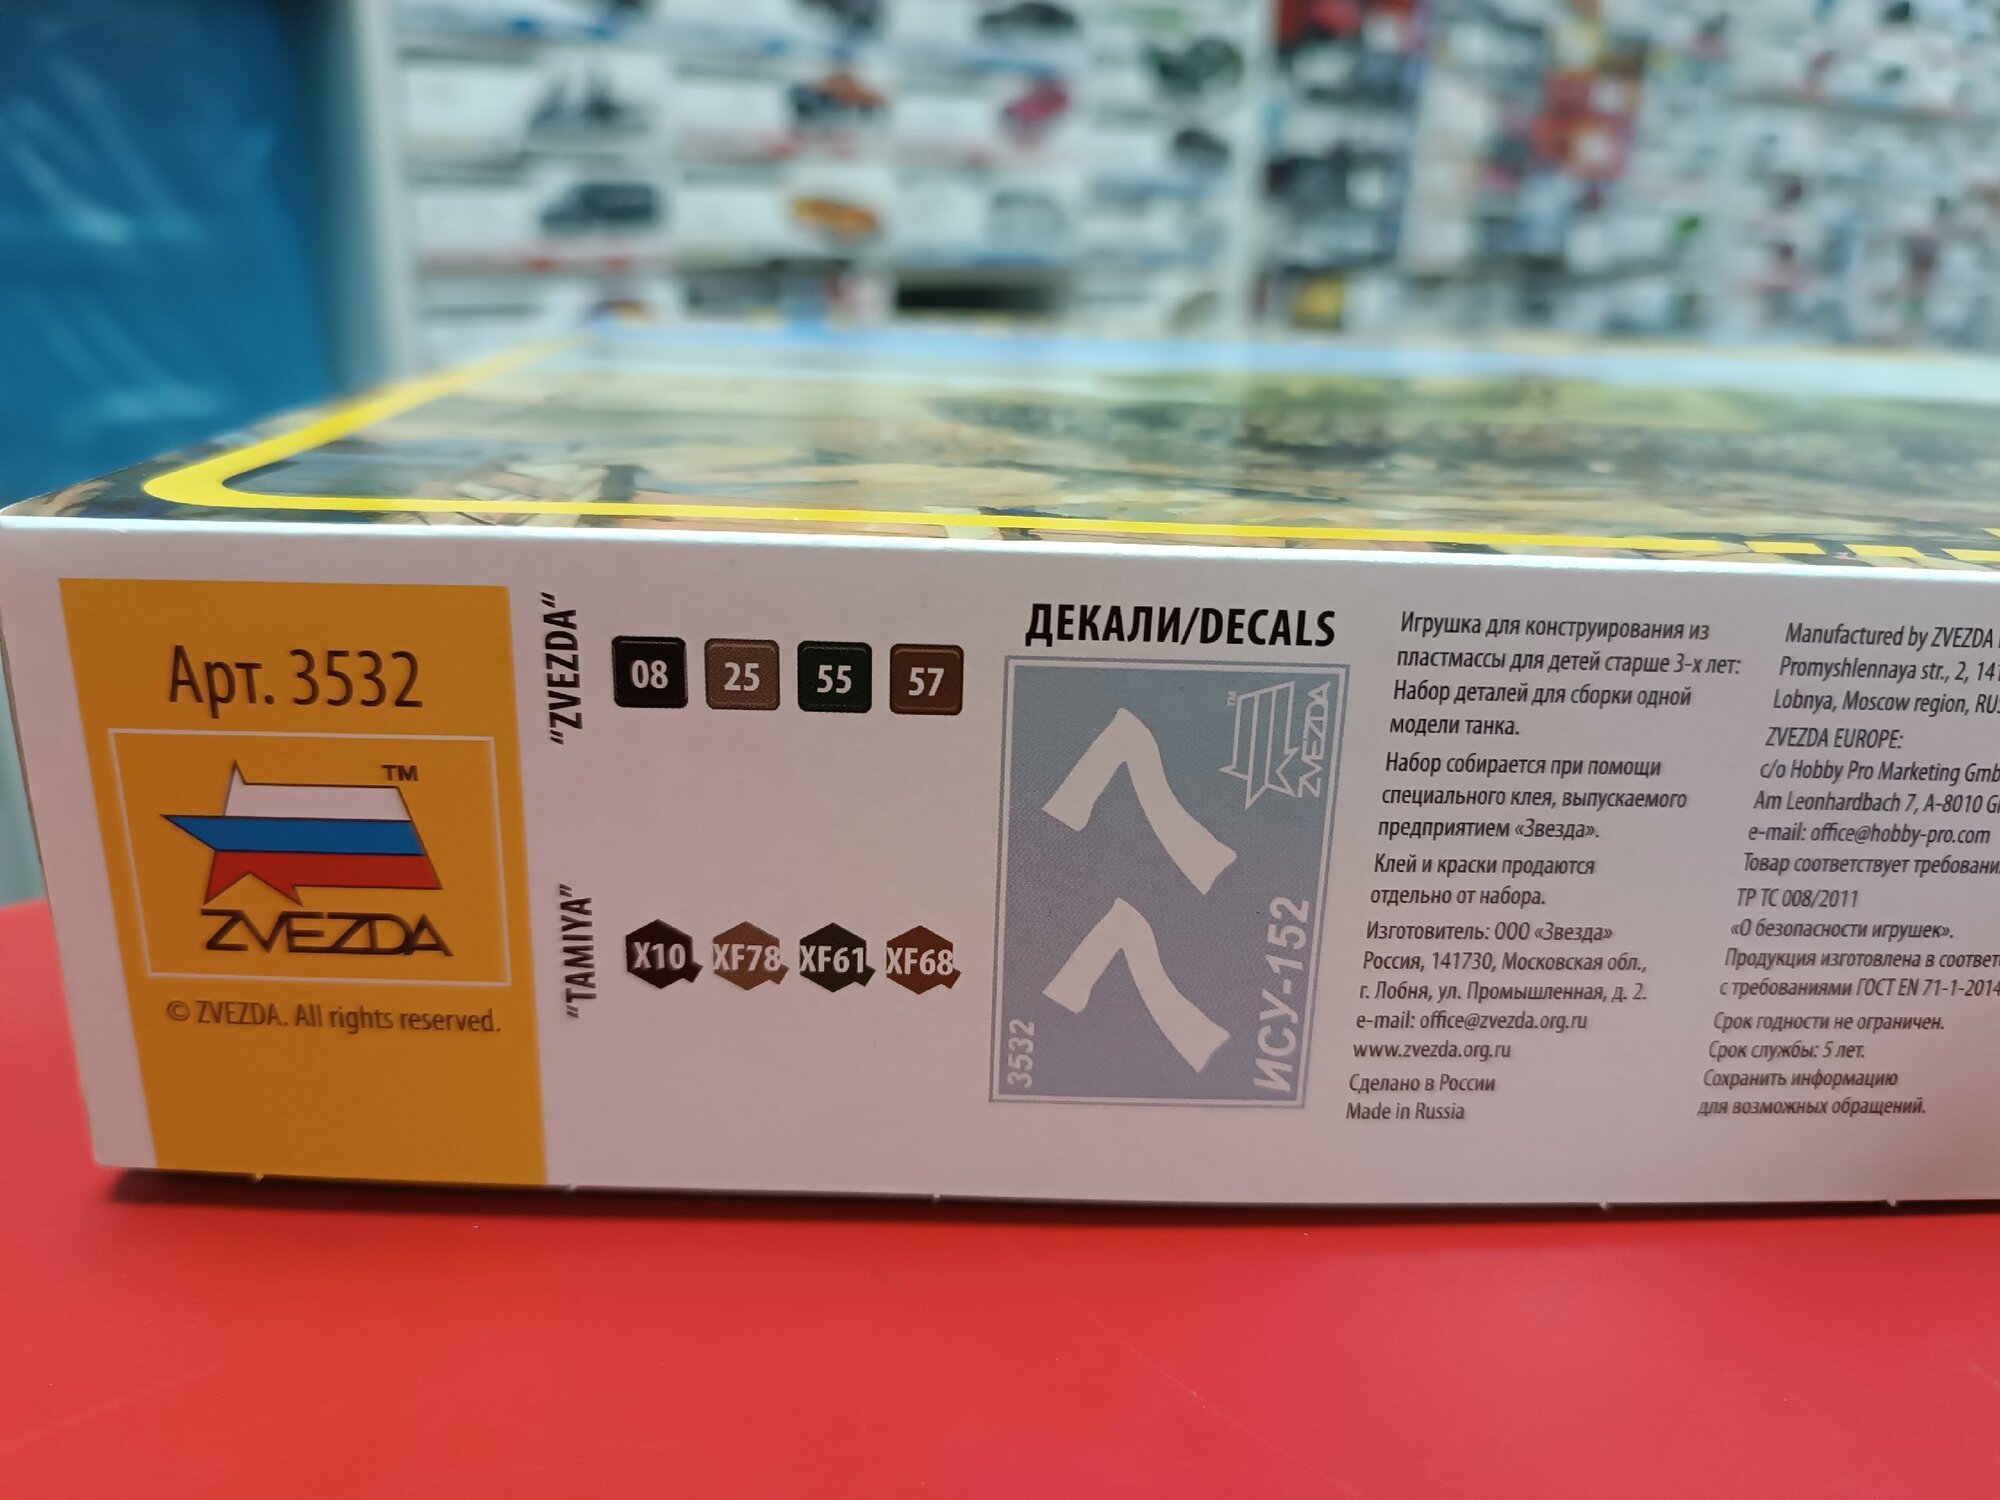 Арт. 3532
TM
ZVEZDA
© ZVEZDA. All rights reserved.
"ZVEZDA"
08 25 55 57
"TAMIYA"
X10 XF78 XF61 XF68
ДЕКАЛИ/DECALS
TM
ZVEZDA
ИСУ-152
3532
Игрушка для конструирования из
пластмассы для детей старше 3-х лет:
Набор деталей для сборки одной
модели танка.
Набор собирается при помощи
специального клея, выпускаемого
предприятием «Звезда».
Клей и краски продаются
отдельно от набора.
Изготовитель: ООО «Звезда»
Россия, 141730, Московская обл.,
г. Лобня, ул. Промышленная, д. 2.
e-mail: office@zvezda.org.ru
www.zvezda.org.ru
Сделано в России
Made in Russia
Manufactured by ZVEZDA
Promyshlennaya str., 2,
Lobnya, Moscow region,
ZVEZDA EUROPE:
c/o Hobby Pro Marketing
Am Leonhardbach 7, A-8010
e-mail: office@hobby-pro.com
Товар соответствует
ТР ТС 008/2011
«О безопасности игрушек».
Продукция изготовлена в
с требованиями ГОСТ EN 71-1-2014
Срок годности не ограничен.
Срок службы: 5 лет.
Сохранить информацию
для возможных обращений.